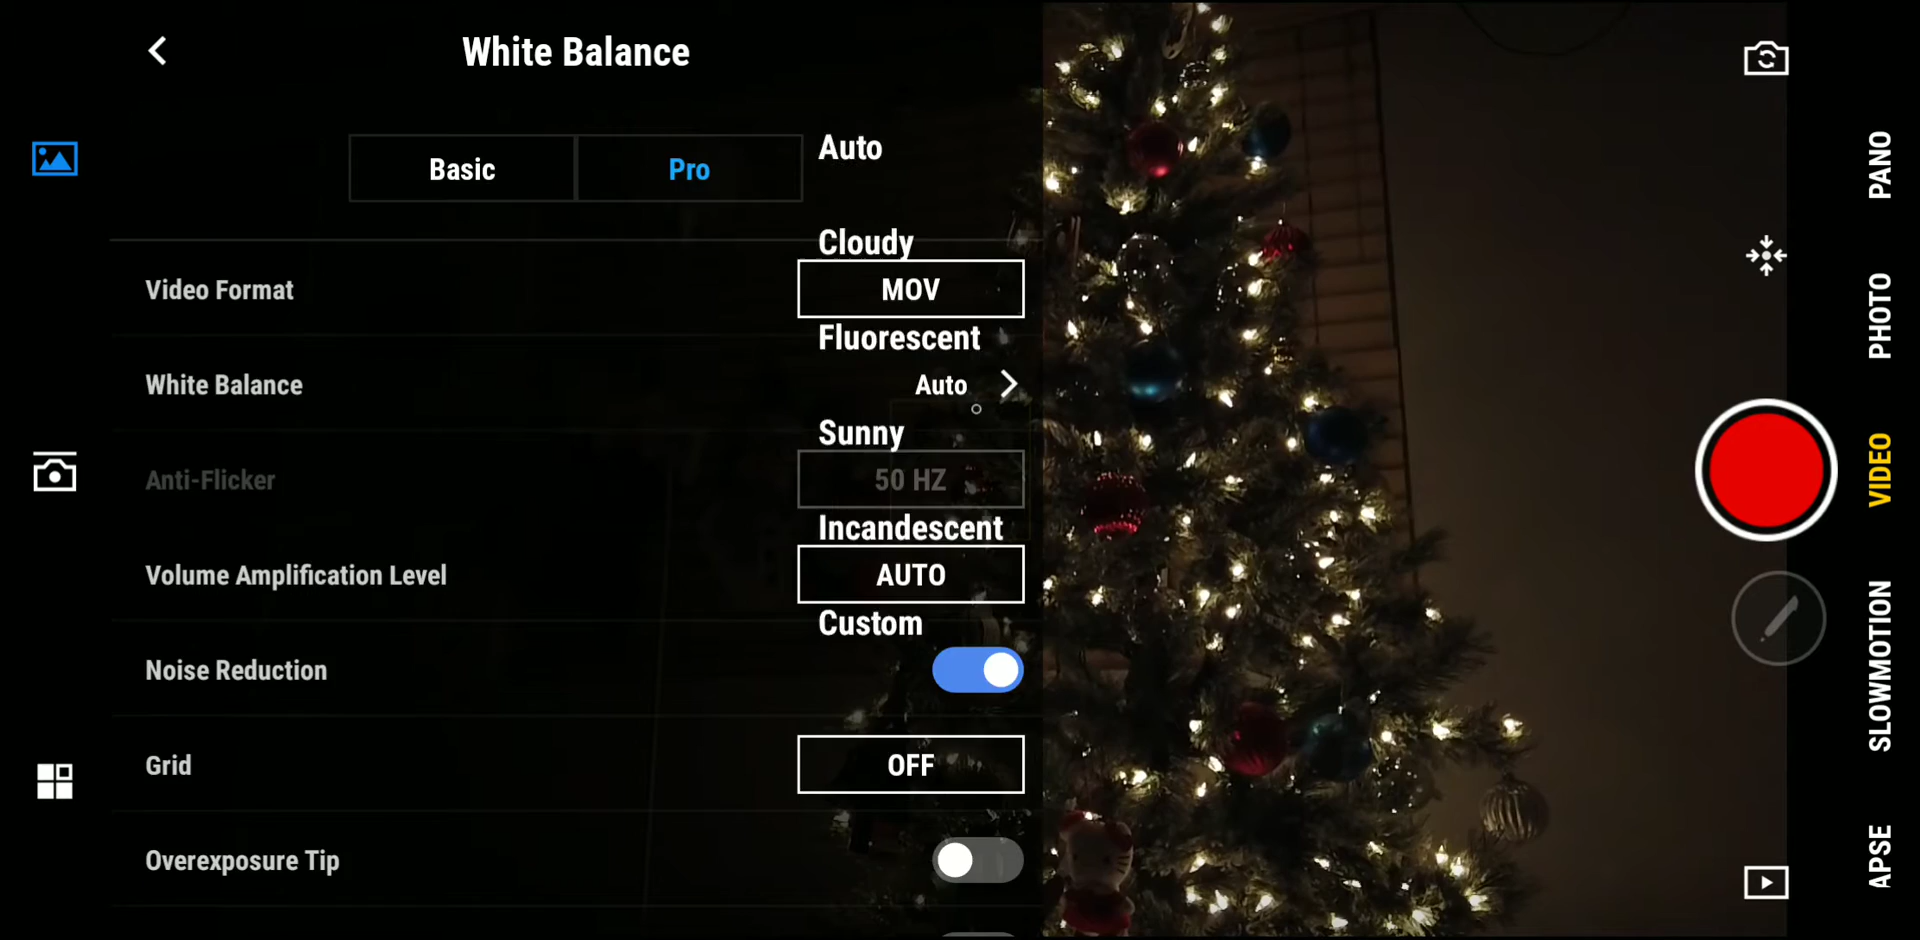 White Balance
Basic
Pro
Auto
Cloudy
Video Format
MOV
Fluorescent
White Balance
Auto
Sunny
Anti-Flicker
50 HZ
Incandescent
Volume Amplification Level
AUTO
Custom
Noise Reduction
Grid
OFF
Overexposure Tip
PANO
PHOTO
VIDEO
SLOWMOTION
APSE